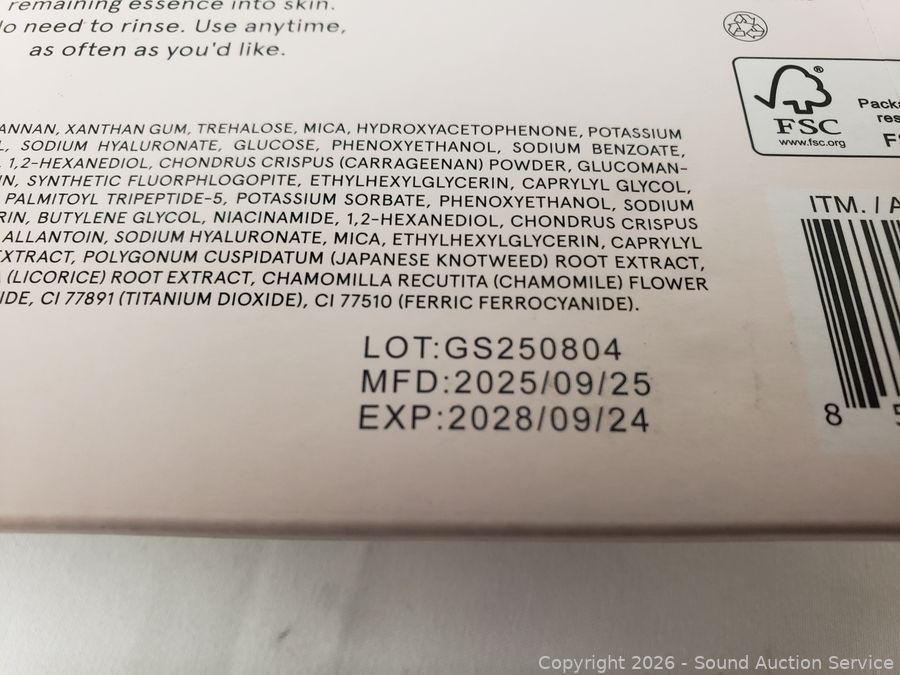 remaining essence into skin.
No need to rinse. Use anytime,
as often as you'd like.
ANNAN, XANTHAN GUM, TREHALOSE, MICA, HYDROXYACETOPHENONE, POTASSIUM
SODIUM HYALURONATE, GLUCOSE, PHENOXYETHANOL, SODIUM BENZOATE,
1,2-HEXANEDIOL, CHONDRUS CRISPUS (CARRAGEENAN) POWDER, GLUCOMAN-
IN, SYNTHETIC FLUORPHLOGOPITE, ETHYLHEXYLGLYCERIN, CAPRYLYL GLYCOL,
PALMITOYL TRIPEPTIDE-5, POTASSIUM SORBATE, PHENOXYETHANOL, SODIUM
RIN, BUTYLENE GLYCOL, NIACINAMIDE, 1,2-HEXANEDIOL, CHONDRUS CRISPUS
ALLANTOIN, SODIUM HYALURONATE, MICA, ETHYLHEXYLGLYCERIN, CAPRYLYL
EXTRACT, POLYGONUM CUSPIDATUM (JAPANESE KNOTWEED) ROOT EXTRACT,
(LICORICE) ROOT EXTRACT, CHAMOMILLA RECUTITA (CHAMOMILE) FLOWER
IDE, CI 77891 (TITANIUM DIOXIDE), CI 77510 (FERRIC FERROCYANIDE).
LOT:GS250804
MFD:2025/09/25
EXP:2028/09/24
FSC
www.fsc.org
®
Packa
res
FS
ITM. / A
8 5
Copyright 2026 - Sound Auction Service